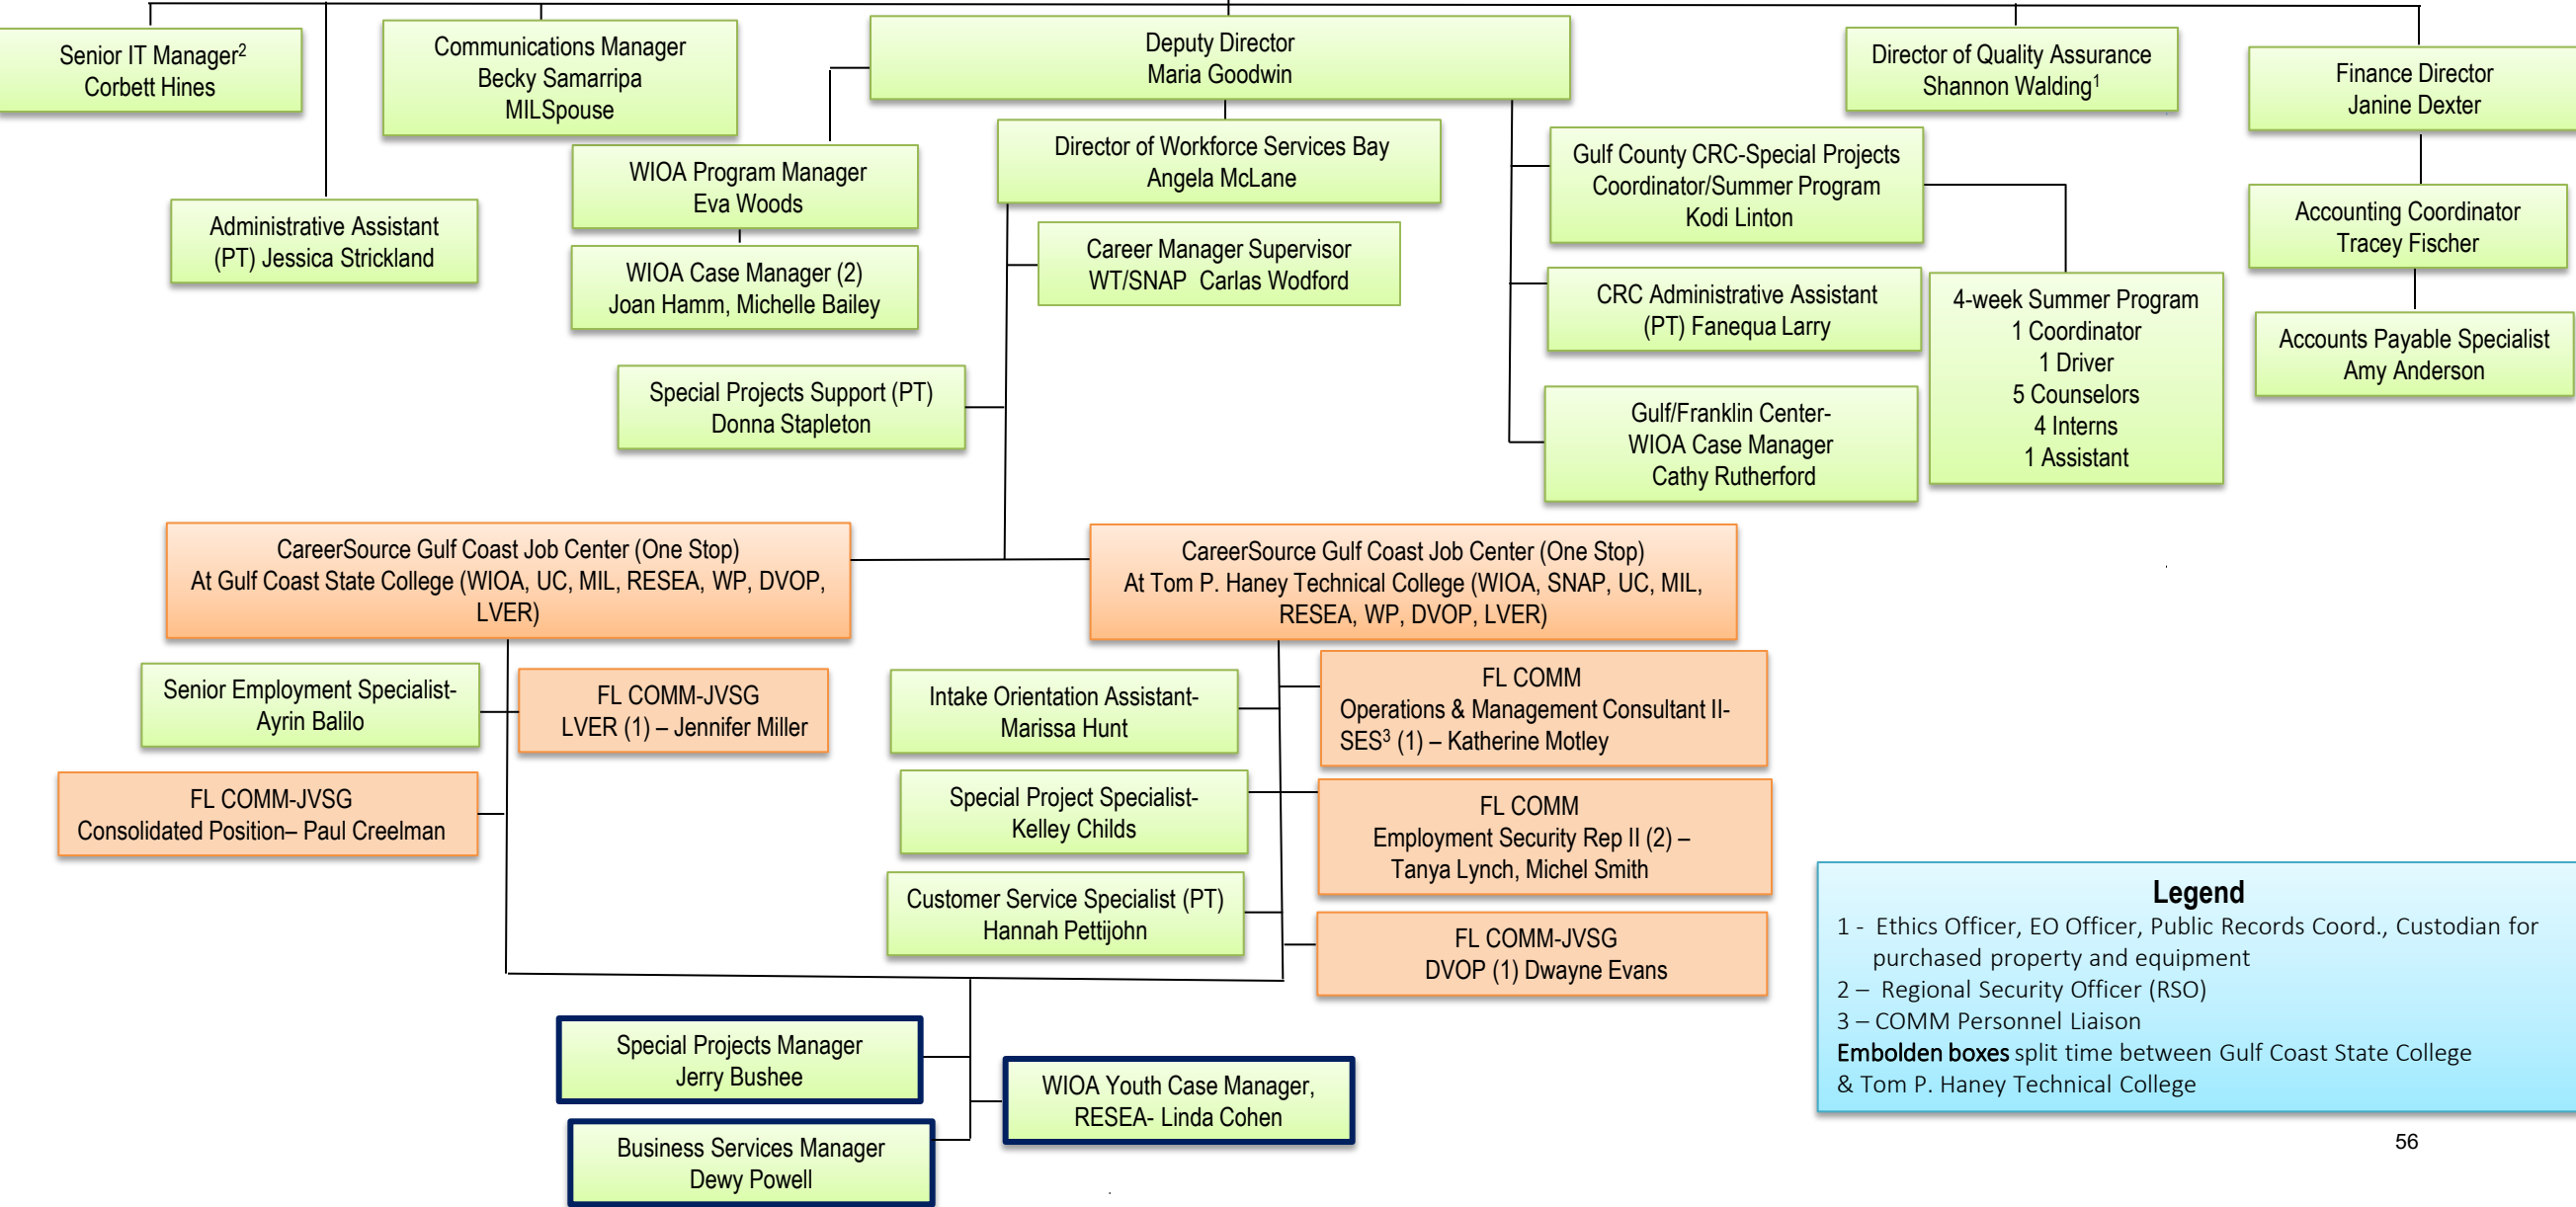 Senior IT Manager²
Corbett Hines
Communications Manager
Becky Samarripa
MILSpouse
Deputy Director
Maria Goodwin
Director of Quality Assurance
Shannon Walding¹
Finance Director
Janine Dexter
Administrative Assistant
(PT) Jessica Strickland
WIOA Program Manager
Eva Woods
WIOA Case Manager (2)
Joan Hamm, Michelle Bailey
Director of Workforce Services Bay
Angela McLane
Career Manager Supervisor
WT/SNAP Carlas Wodford
Special Projects Support (PT)
Donna Stapleton
Gulf County CRC-Special Projects
Coordinator/Summer Program
Kodi Linton
CRC Administrative Assistant
(PT) Fanequa Larry
Gulf/Franklin Center-
WIOA Case Manager
Cathy Rutherford
4-week Summer Program
1 Coordinator
1 Driver
5 Counselors
4 Interns
1 Assistant
Accounting Coordinator
Tracey Fischer
Accounts Payable Specialist
Amy Anderson
CareerSource Gulf Coast Job Center (One Stop)
At Gulf Coast State College (WIOA, UC, MIL, RESEA, WP, DVOP,
LVER)
CareerSource Gulf Coast Job Center (One Stop)
At Tom P. Haney Technical College (WIOA, SNAP, UC, MIL,
RESEA, WP, DVOP, LVER)
Senior Employment Specialist-
Ayrin Balilo
FL COMM-JVSG
LVER (1) – Jennifer Miller
FL COMM-JVSG
Consolidated Position– Paul Creelman
Intake Orientation Assistant-
Marissa Hunt
Special Project Specialist-
Kelley Childs
Customer Service Specialist (PT)
Hannah Pettijohn
FL COMM
Operations & Management Consultant II-
SES³ (1) – Katherine Motley
FL COMM
Employment Security Rep II (2) –
Tanya Lynch, Michel Smith
FL COMM-JVSG
DVOP (1) Dwayne Evans
Special Projects Manager
Jerry Bushee
WIOA Youth Case Manager,
RESEA- Linda Cohen
Business Services Manager
Dewy Powell
Legend
1 - Ethics Officer, EO Officer, Public Records Coord., Custodian for
purchased property and equipment
2 – Regional Security Officer (RSO)
3 – COMM Personnel Liaison
Embolden boxes split time between Gulf Coast State College
& Tom P. Haney Technical College
56